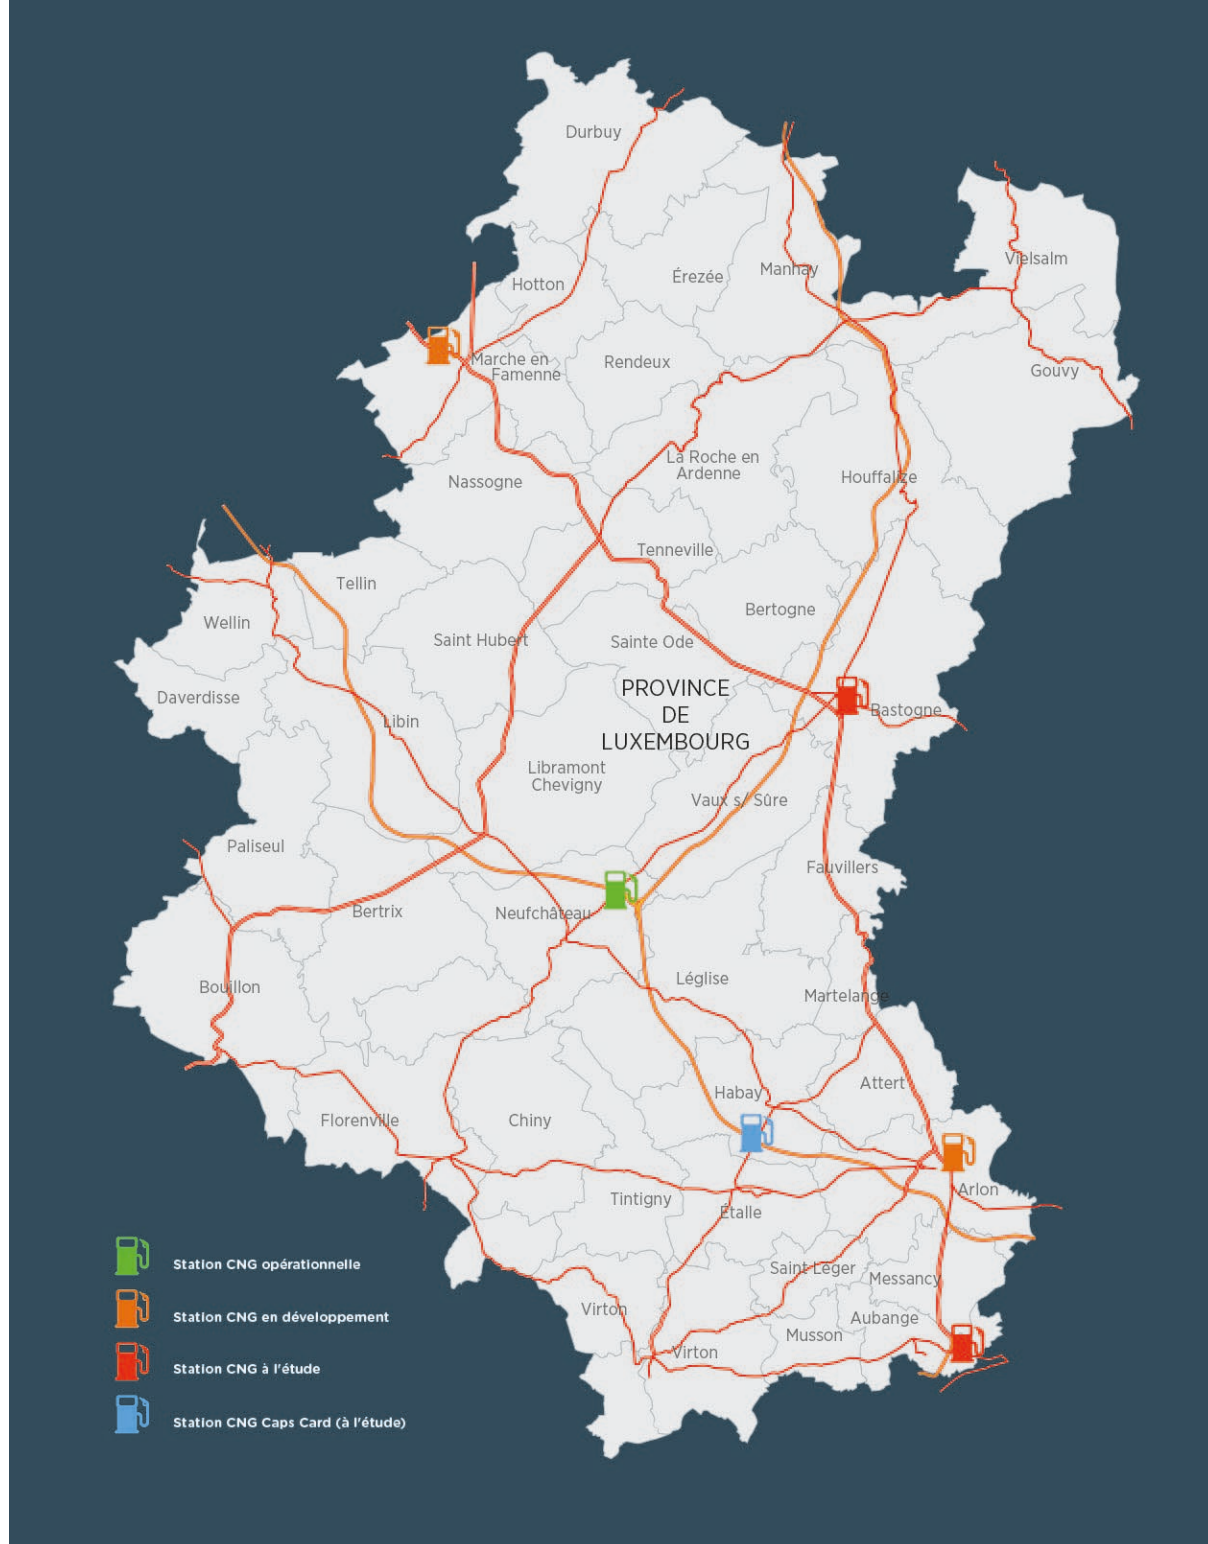 Durbuy
Vielsalm
Manhay
Érezée
Hotton
Marche en
Famenne
Rendeux
Gouvy
La Roche en
Ardenne
Houffalize
Nassogne
Tenneville
Tellin
Bertogne
Wellin
Saint Hubert
Sainte Ode
PROVINCE
DE
LUXEMBOURG
Daverdisse
Bastogne
Libin
Libramont
Chevigny
Vaux s/ Sûre
Paliseul
Fauvillers
Bertrix
Neufchâteau
Léglise
Bouillon
Martelange
Attert
Habay
Florenville
Chiny
Arlon
Tintigny
Étalle
Saint Léger
Messancy
Virton
Aubange
Musson
Virton
Station CNG opérationnelle
Station CNG en développement
Station CNG à l'étude
Station CNG Caps Card (à l'étude)